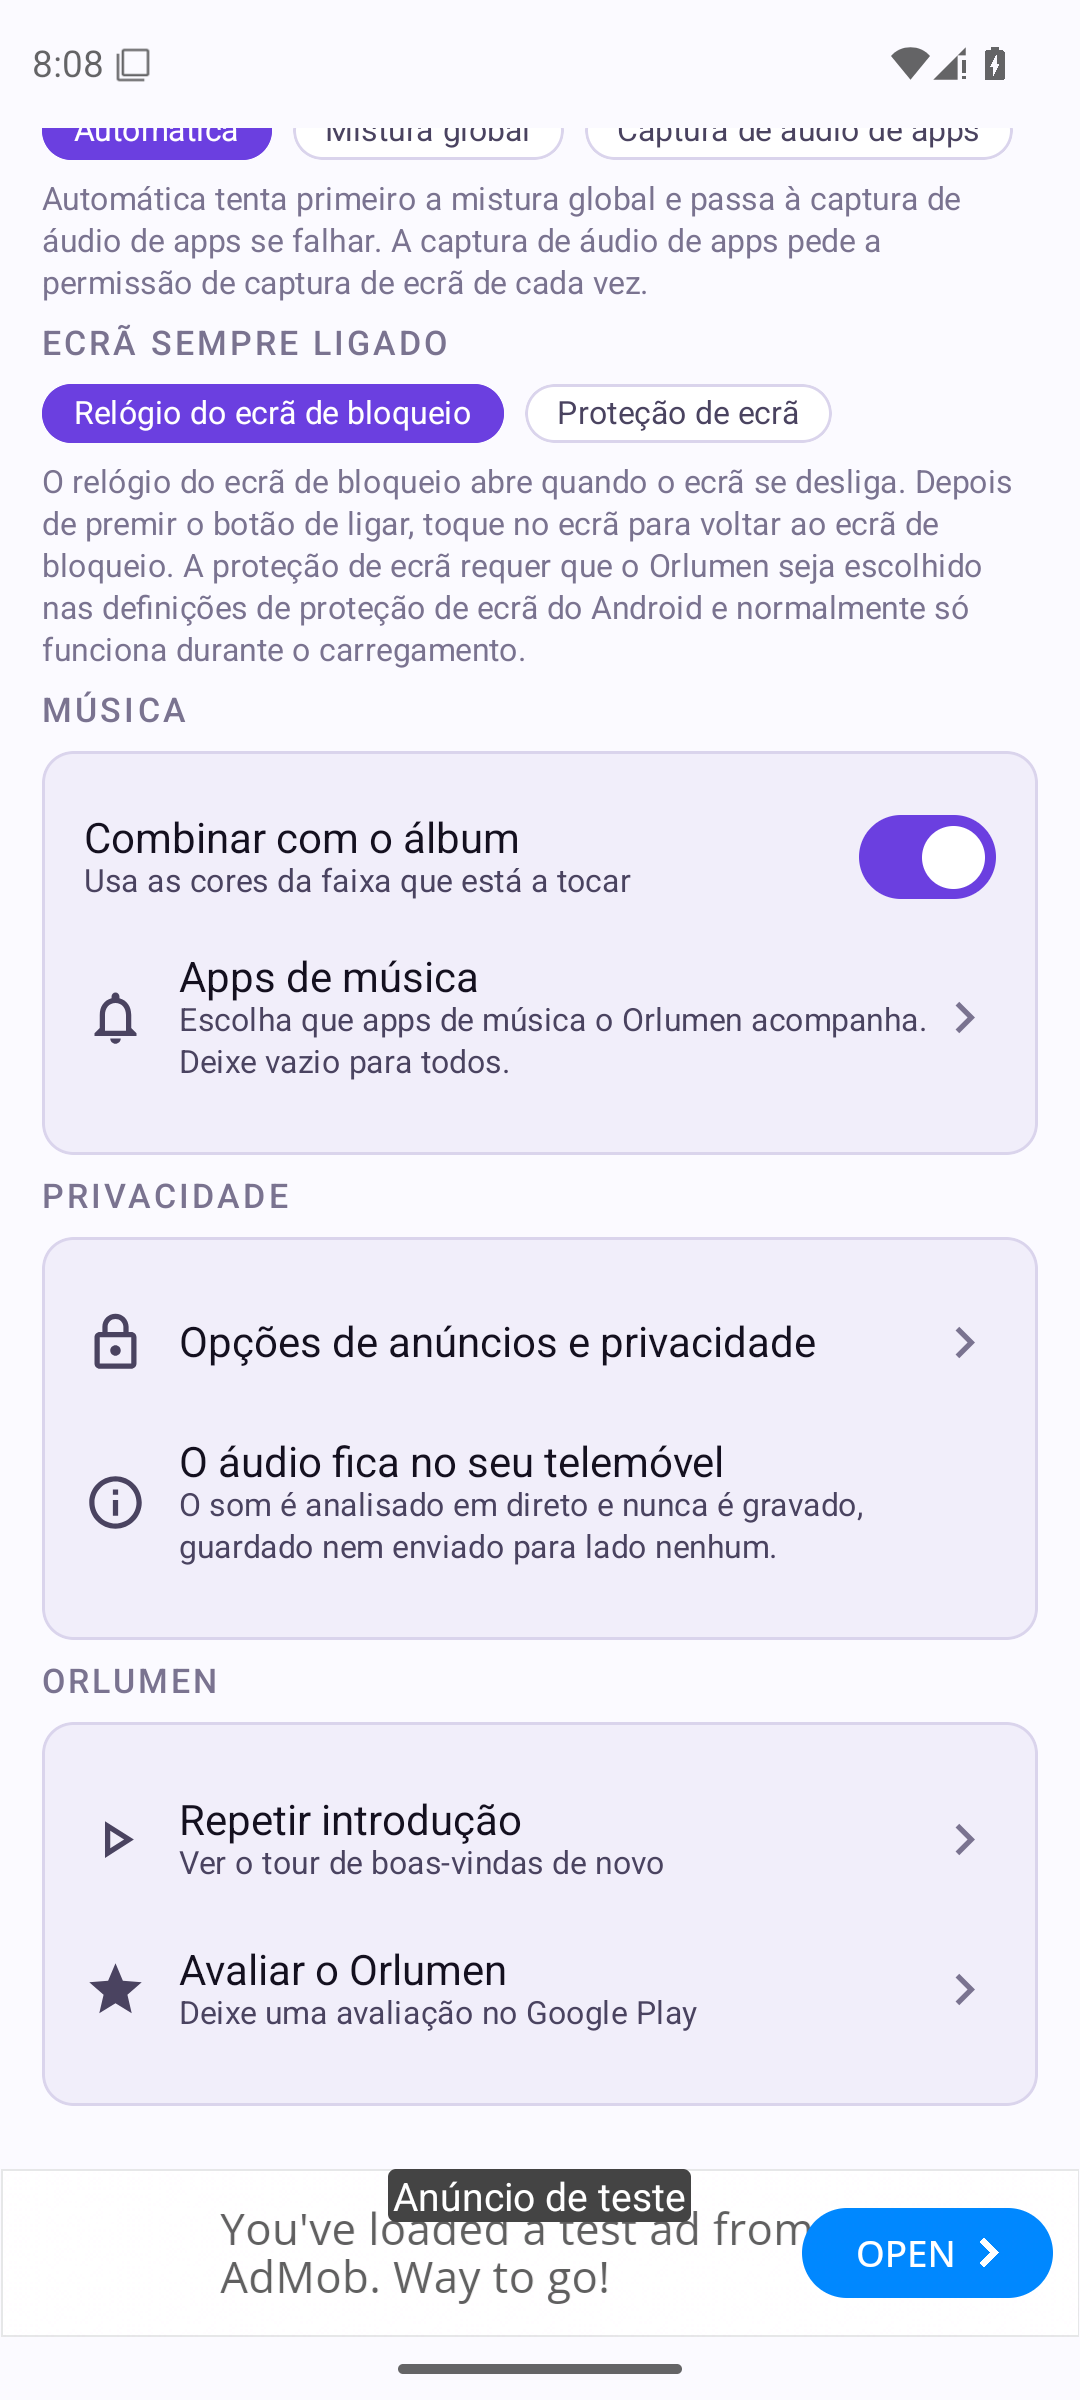 8:08
Automática
Mistura global
Captura de áudio de apps
Automática tenta primeiro a mistura global e passa à captura de
áudio de apps se falhar. A captura de áudio de apps pede a
permissão de captura de ecrã de cada vez.
ECRÃ SEMPRE LIGADO
Relógio do ecrã de bloqueio
Proteção de ecrã
O relógio do ecrã de bloqueio abre quando o ecrã se desliga. Depois
de premir o botão de ligar, toque no ecrã para voltar ao ecrã de
bloqueio. A proteção de ecrã requer que o Orlumen seja escolhido
nas definições de proteção de ecrã do Android e normalmente só
funciona durante o carregamento.
MÚSICA
Combinar com o álbum
Usa as cores da faixa que está a tocar
Apps de música
Escolha que apps de música o Orlumen acompanha.
Deixe vazio para todos.
PRIVACIDADE
Opções de anúncios e privacidade
O áudio fica no seu telemóvel
O som é analisado em direto e nunca é gravado,
guardado nem enviado para lado nenhum.
ORLUMEN
Repetir introdução
Ver o tour de boas-vindas de novo
Avaliar o Orlumen
Deixe uma avaliação no Google Play
Anúncio de teste
You've loaded a test ad from
AdMob. Way to go!
OPEN